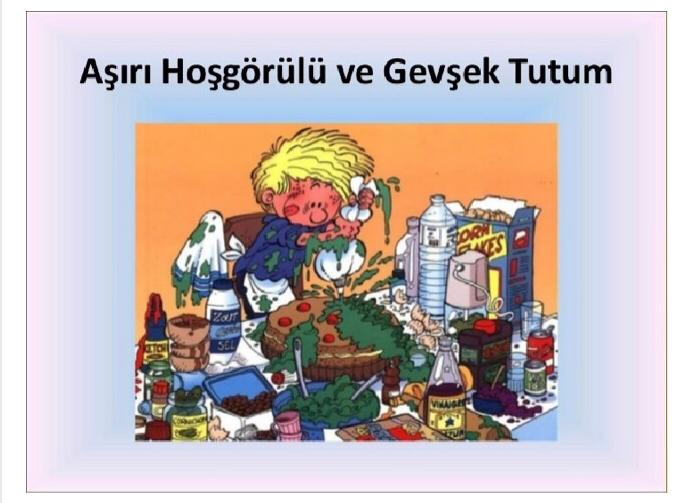 Aşırı Hoşgörülü ve Gevşek Tutum
CORN
FLAKES
Zout
SEL
VINAIGRE